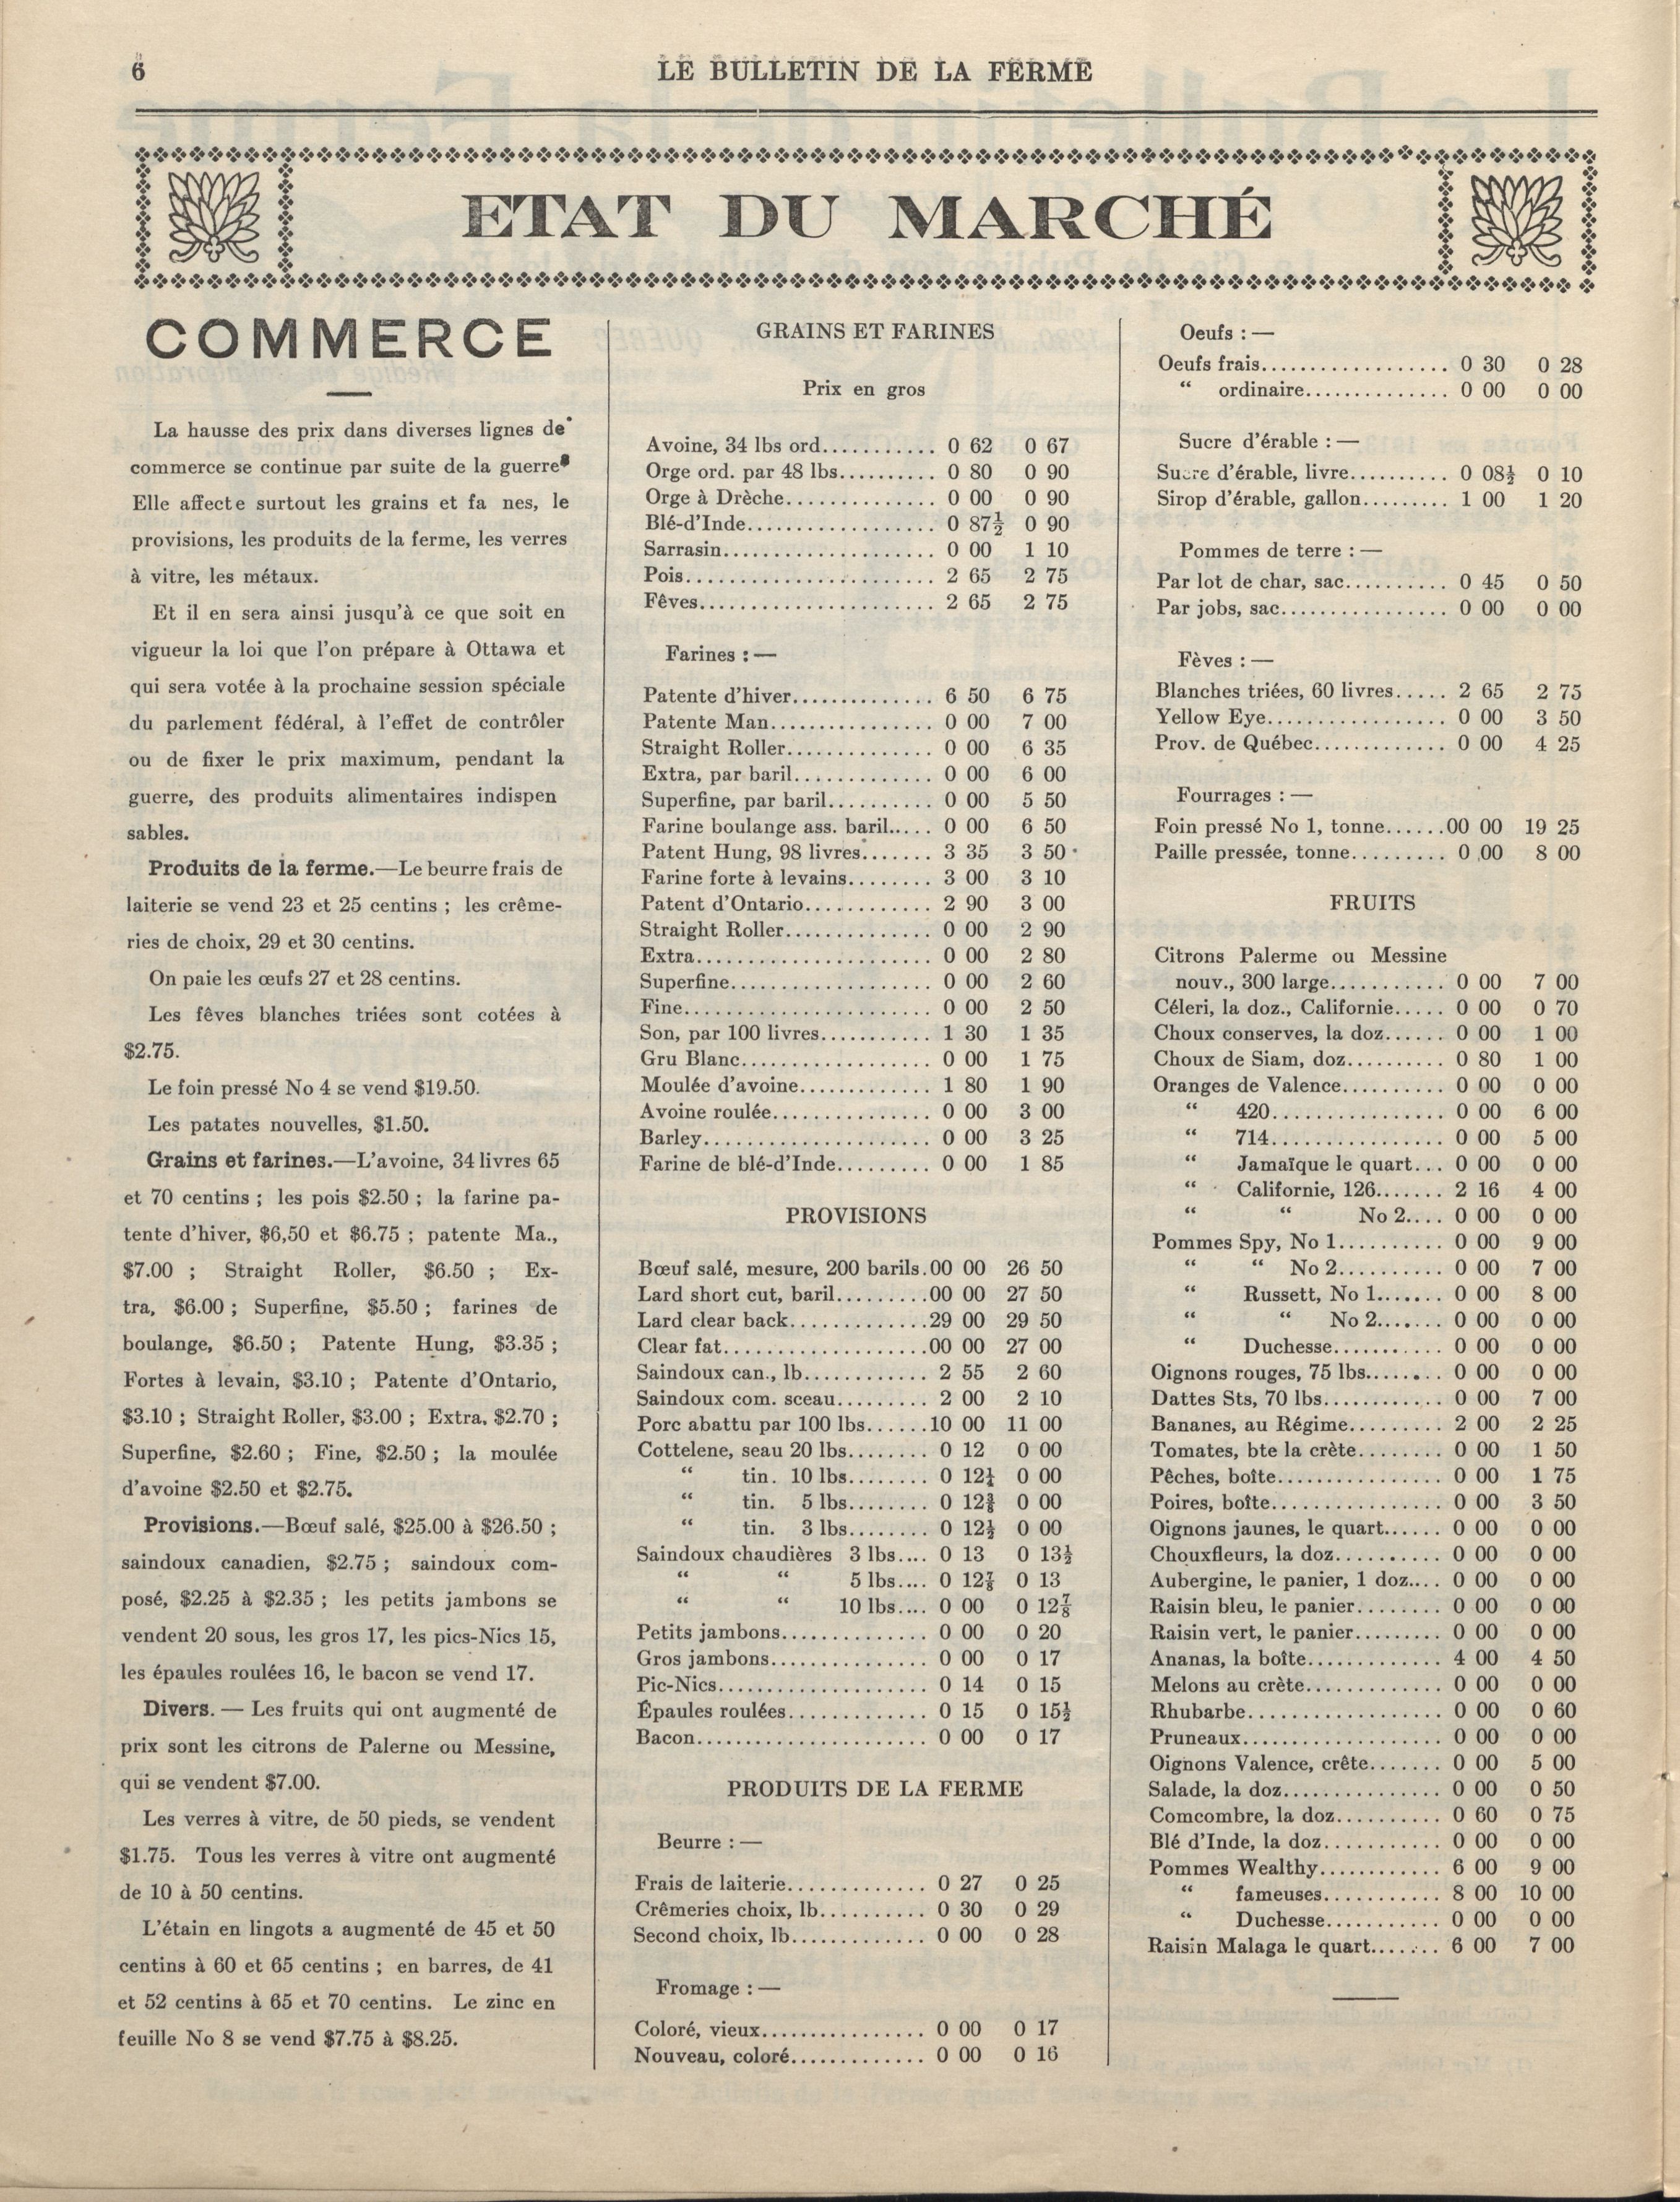 6
LE BULLETIN DE LA FERME
ETAT DU MARCHÉ
COMMERCE
La hausse des prix dans diverses lignes de
commerce se continue par suite de la guerre
Elle affecte surtout les grains et fa nes, le
provisions, les produits de la ferme, les verres
à vitre, les métaux.
Et il en sera ainsi jusqu'à ce que soit en
vigueur la loi que l'on prépare à Ottawa et
qui sera votée à la prochaine session spéciale
du parlement fédéral, à l'effet de contrôler
ou de fixer le prix maximum, pendant la
guerre, des produits alimentaires indispen
sables.
Produits de la ferme.—Le beurre frais de
laiterie se vend 23 et 25 centins ; les crême-
ries de choix, 29 et 30 centins.
On paie les œufs 27 et 28 centins.
Les fêves blanches triées sont cotées à
$2.75.
Le foin pressé No 4 se vend $19.50.
Les patates nouvelles, $1.50.
Grains et farines.—L'avoine, 34 livres 65
et 70 centins ; les pois $2.50 ; la farine pa-
tente d'hiver, $6,50 et $6.75 ; patente Ma.,
$7.00 ; Straight Roller, $6.50 ; Ex-
tra, $6.00 ; Superfine, $5.50 ; farines de
boulange, $6.50 ; Patente Hung, $3.35 ;
Fortes à levain, $3.10 ; Patente d'Ontario,
$3.10 ; Straight Roller, $3.00 ; Extra, $2.70 ;
Superfine, $2.60 ; Fine, $2.50 ; la moulée
d'avoine $2.50 et $2.75.
Provisions.—Bœuf salé, $25.00 à $26.50 ;
saindoux canadien, $2.75 ; saindoux com-
posé, $2.25 à $2.35 ; les petits jambons se
vendent 20 sous, les gros 17, les pics-Nics 15,
les épaules roulées 16, le bacon se vend 17.
Divers. — Les fruits qui ont augmenté de
prix sont les citrons de Palerne ou Messine,
qui se vendent $7.00.
Les verres à vitre, de 50 pieds, se vendent
$1.75. Tous les verres à vitre ont augmenté
de 10 à 50 centins.
L'étain en lingots a augmenté de 45 et 50
centins à 60 et 65 centins ; en barres, de 41
et 52 centins à 65 et 70 centins. Le zinc en
feuille No 8 se vend $7.75 à $8.25.
GRAINS ET FARINES
Prix en gros
Avoine, 34 lbs ord........... 0 62 0 67
Orge ord. par 48 lbs.......... 0 80 0 90
Orge à Drèche............... 0 00 0 90
Blé-d'Inde.................. 0 87½ 0 90
Sarrasin.................... 0 00 1 10
Pois........................ 2 65 2 75
Fêves...................... 2 65 2 75
Farines : —
Patente d'hiver.............. 6 50 6 75
Patente Man................ 0 00 7 00
Straight Roller.............. 0 00 6 35
Extra, par baril............. 0 00 6 00
Superfine, par baril.......... 0 00 5 50
Farine boulange ass. baril..... 0 00 6 50
Patent Hung, 98 livres....... 3 35 3 50
Farine forte à levains........ 3 00 3 10
Patent d'Ontario............ 2 90 3 00
Straight Roller.............. 0 00 2 90
Extra...................... 0 00 2 80
Superfine................... 0 00 2 60
Fine....................... 0 00 2 50
Son, par 100 livres........... 1 30 1 35
Gru Blanc.................. 0 00 1 75
Moulée d'avoine............. 1 80 1 90
Avoine roulée............... 0 00 3 00
Barley...................... 0 00 3 25
Farine de blé-d'Inde......... 0 00 1 85
PROVISIONS
Bœuf salé, mesure, 200 barils. 00 00 26 50
Lard short cut, baril......... 00 00 27 50
Lard clear back............. 29 00 29 50
Clear fat................... 00 00 27 00
Saindoux can., lb............ 2 55 2 60
Saindoux com. sceau......... 2 00 2 10
Porc abattu par 100 lbs...... 10 00 11 00
Cottelene, seau 20 lbs........ 0 12 0 00
“ tin. 10 lbs........ 0 12¼ 0 00
“ tin. 5 lbs........ 0 12⅜ 0 00
“ tin. 3 lbs........ 0 12½ 0 00
Saindoux chaudières 3 lbs.... 0 13 0 13½
“ “ 5 lbs.... 0 12⅞ 0 13
“ “ 10 lbs.... 0 00 0 12⅞
Petits jambons.............. 0 00 0 20
Gros jambons............... 0 00 0 17
Pic-Nics.................... 0 14 0 15
Épaules roulées............. 0 15 0 15½
Bacon...................... 0 00 0 17
PRODUITS DE LA FERME
Beurre : —
Frais de laiterie............. 0 27 0 25
Crêmeries choix, lb.......... 0 30 0 29
Second choix, lb............. 0 00 0 28
Fromage : —
Coloré, vieux................ 0 00 0 17
Nouveau, coloré............. 0 00 0 16
Oeufs : —
Oeufs frais.................. 0 30 0 28
“ ordinaire.............. 0 00 0 00
Sucre d'érable : —
Sucre d'érable, livre.......... 0 08½ 0 10
Sirop d'érable, gallon......... 1 00 1 20
Pommes de terre : —
Par lot de char, sac.......... 0 45 0 50
Par jobs, sac................ 0 00 0 00
Fèves : —
Blanches triées, 60 livres..... 2 65 2 75
Yellow Eye................. 0 00 3 50
Prov. de Québec............. 0 00 4 25
Fourrages : —
Foin pressé No 1, tonne...... 00 00 19 25
Paille pressée, tonne......... 0 00 8 00
FRUITS
Citrons Palerme ou Messine
nouv., 300 large........... 0 00 7 00
Céleri, la doz., Californie..... 0 00 0 70
Choux conserves, la doz...... 0 00 1 00
Choux de Siam, doz.......... 0 80 1 00
Oranges de Valence.......... 0 00 0 00
“ 420................ 0 00 6 00
“ 714................ 0 00 5 00
“ Jamaïque le quart... 0 00 0 00
“ Californie, 126....... 2 16 4 00
“ “ No 2.... 0 00 0 00
Pommes Spy, No 1.......... 0 00 9 00
“ “ No 2.......... 0 00 7 00
“ Russett, No 1....... 0 00 8 00
“ “ No 2....... 0 00 0 00
“ Duchesse........... 0 00 0 00
Oignons rouges, 75 lbs........ 0 00 0 00
Dattes Sts, 70 lbs............ 0 00 7 00
Bananes, au Régime......... 2 00 2 25
Tomates, bte la crète........ 0 00 1 50
Pêches, boîte............... 0 00 1 75
Poires, boîte................ 0 00 3 50
Oignons jaunes, le quart...... 0 00 0 00
Chouxfleurs, la doz.......... 0 00 0 00
Aubergine, le panier, 1 doz.... 0 00 0 00
Raisin bleu, le panier........ 0 00 0 00
Raisin vert, le panier......... 0 00 0 00
Ananas, la boîte............. 4 00 4 50
Melons au crète............. 0 00 0 00
Rhubarbe................... 0 00 0 60
Pruneaux................... 0 00 0 00
Oignons Valence, crête....... 0 00 5 00
Salade, la doz............... 0 00 0 50
Comcombre, la doz.......... 0 60 0 75
Blé d'Inde, la doz........... 0 00 0 00
Pommes Wealthy............ 6 00 9 00
“ fameuses........... 8 00 10 00
“ Duchesse........... 0 00 0 00
Raisin Malaga le quart....... 6 00 7 00